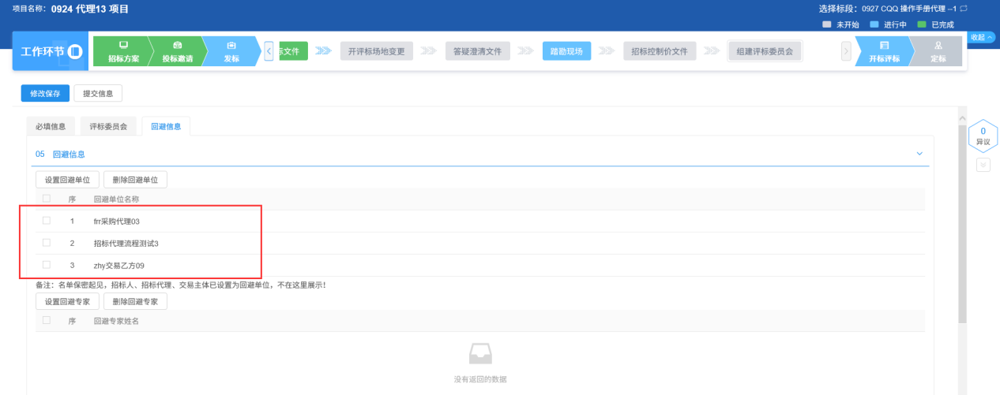 项目名称: 0924 代理13 项目
选择标段: 0927 CQQ 操作手册代理 --1
未开始 进行中 已完成
收起
工作环节
招标方案
投标邀请
发标
标文件
开评标场地变更
答疑澄清文件
踏勘现场
招标控制价文件
组建评标委员会
开标评标
定标
修改保存 提交信息
必填信息 评标委员会 回避信息
0
异议
05 回避信息
设置回避单位 删除回避单位
序 回避单位名称
1 frr采购代理03
2 招标代理流程测试3
3 zhy交易乙方09
备注: 名单保密起见，招标人、招标代理、交易主体已设置为回避单位，不在这里展示!
设置回避专家 删除回避专家
序 回避专家姓名
没有返回的数据